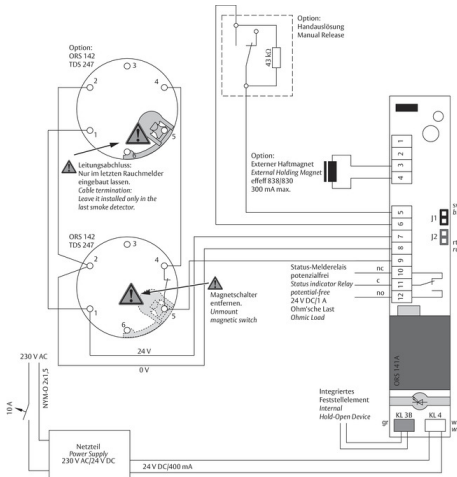 Option:
Handauslösung
Manual Release
43 kΩ
Option:
ORS 142
TDS 247
3
2
4
1
5
6
Leitungsabschluss:
Nur im letzten Rauchmelder
eingebaut lassen.
Cable termination:
Leave it installed only in the
last smoke detector.
Option:
Externer Haftmagnet
External Holding Magnet
effeff 838/830
300 mA max.
1
2
3
4
5
6
7
8
9
10
11
12
J1
J2
ORS 142
TDS 247
3
2
4
1
5
6
Magnetschalter
entfernen.
Unmount
magnetic switch
Status-Melderelais
potenzialfrei
Status indicator Relay
potential-free
24 V DC/1 A
Ohm'sche Last
Ohmic Load
nc
c
no
24 V
0 V
ORS 141A
230 V AC
NYM-O 2x1,5
10 A
Integriertes
Feststellelement
Internal
Hold-Open Device
gr
KL 3B
KL 4
w
w
Netzteil
Power Supply
230 V AC/24 V DC
24 V DC/400 mA